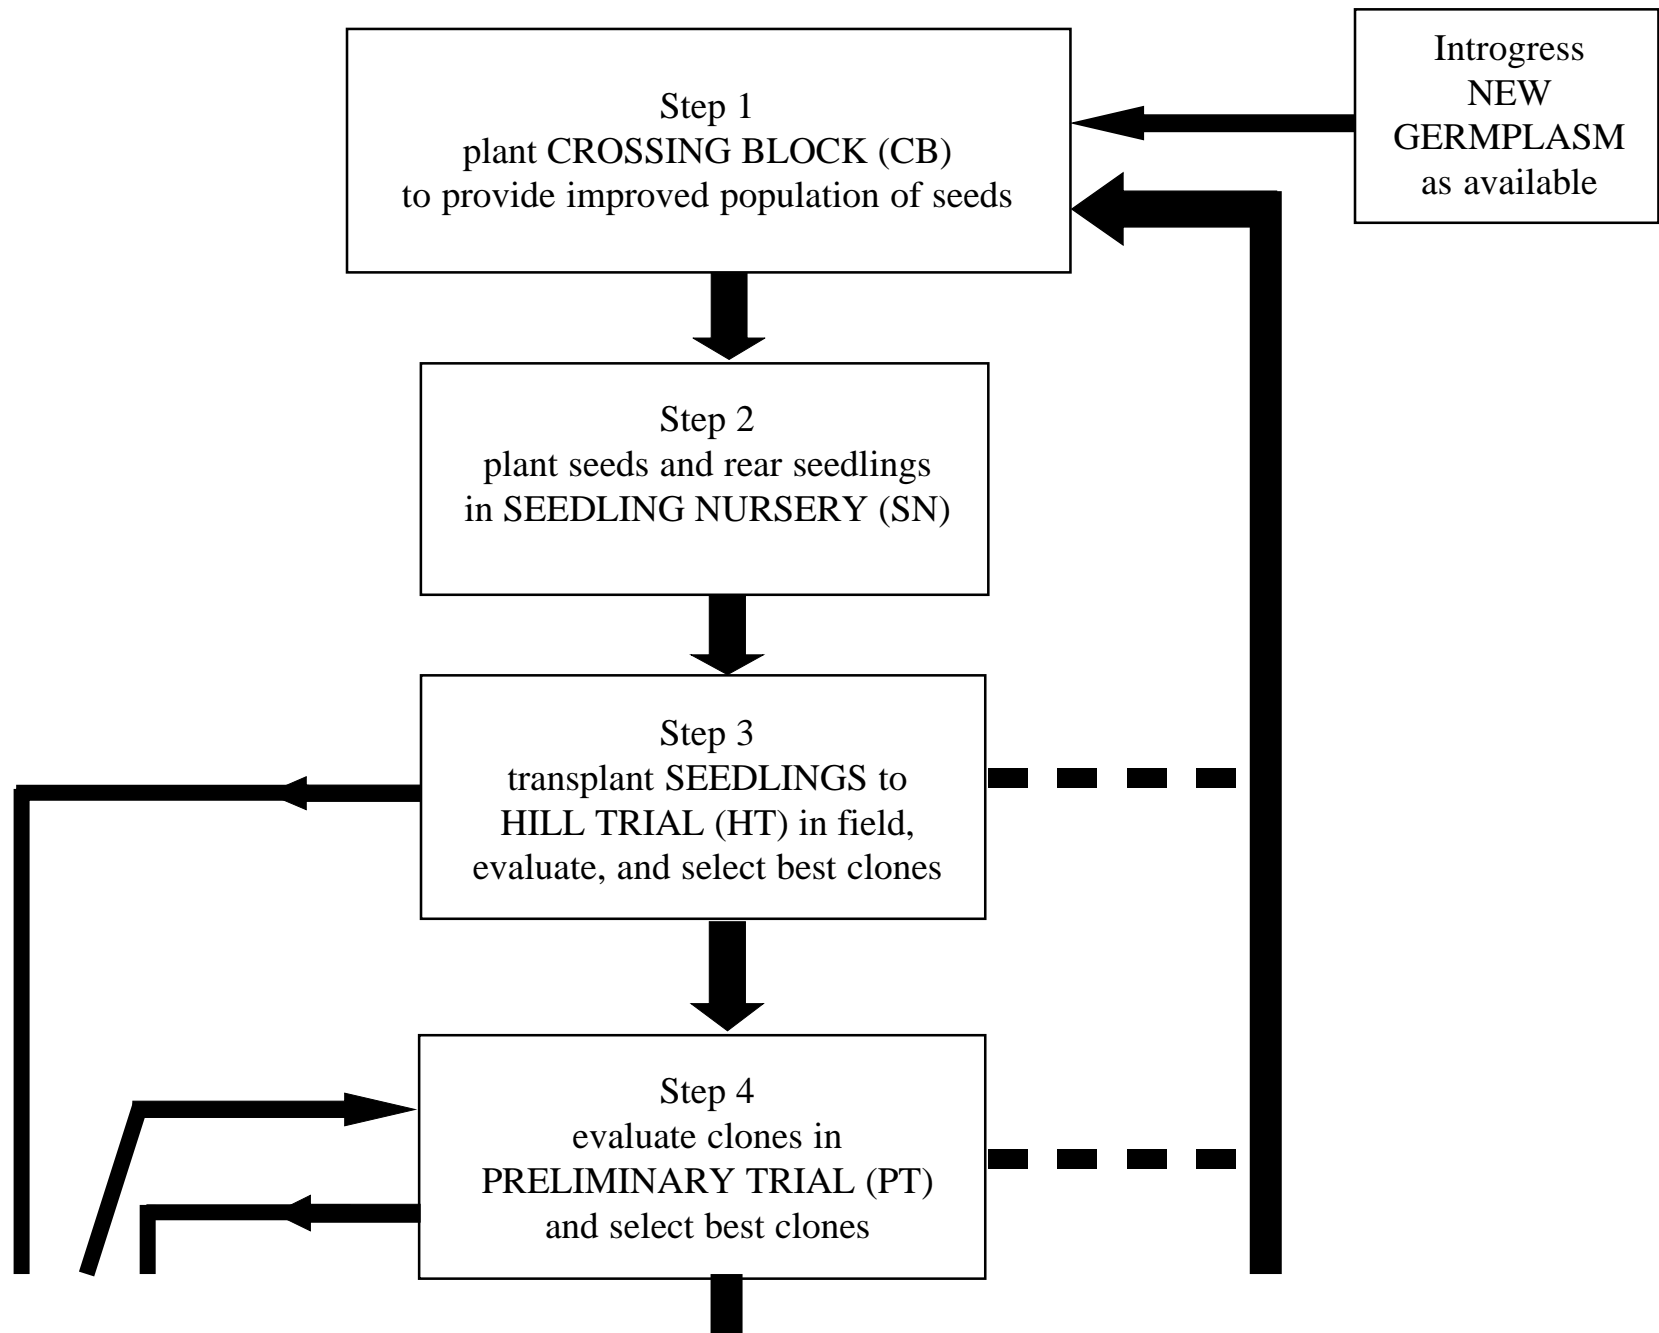 Step 1
plant CROSSING BLOCK (CB)
to provide improved population of seeds
Introgress
NEW
GERMPLASM
as available
Step 2
plant seeds and rear seedlings
in SEEDLING NURSERY (SN)
Step 3
transplant SEEDLINGS to
HILL TRIAL (HT) in field,
evaluate, and select best clones
Step 4
evaluate clones in
PRELIMINARY TRIAL (PT)
and select best clones